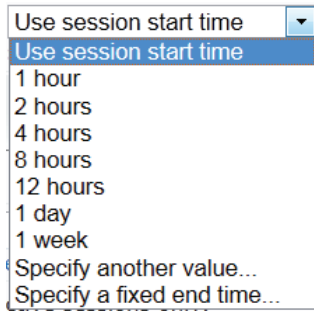 Use session start time
Use session start time
1 hour
2 hours
4 hours
8 hours
12 hours
1 day
1 week
Specify another value...
Specify a fixed end time...